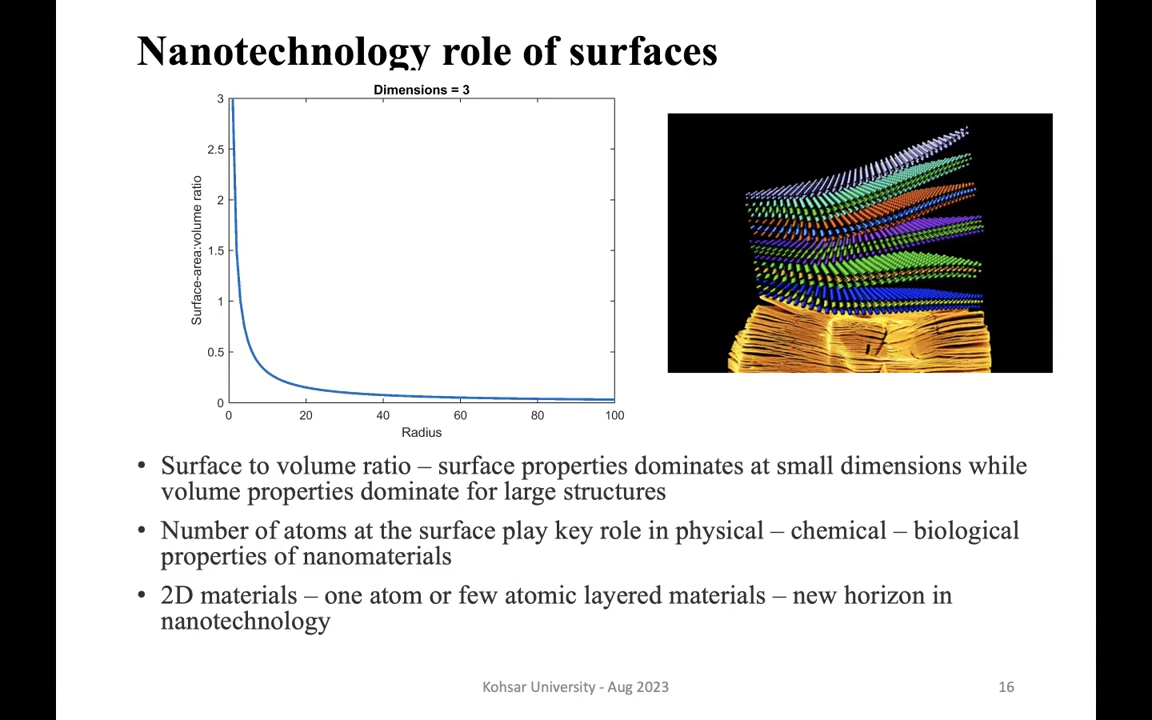 Nanotechnology role of surfaces
Dimensions = 3
3
2.5
2
1.5
1
0.5
0
Surface-area:volume ratio
0 20 40 60 80 100
Radius
• Surface to volume ratio – surface properties dominates at small dimensions while
volume properties dominate for large structures
• Number of atoms at the surface play key role in physical – chemical – biological
properties of nanomaterials
• 2D materials – one atom or few atomic layered materials – new horizon in
nanotechnology
Kohsar University - Aug 2023 16